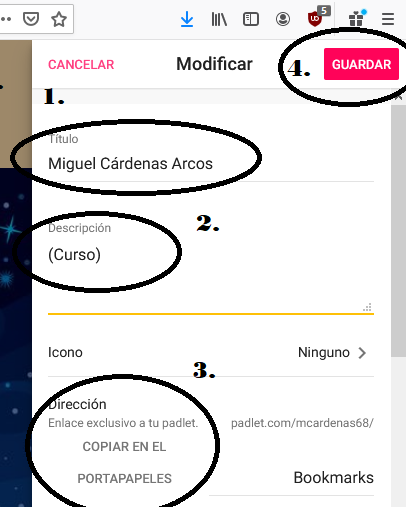 5
CANCELAR
Modificar
4.
GUARDAR
1.
Título
Miguel Cárdenas Arcos
2.
Descripción
(Curso)
Icono
Ninguno
3.
Dirección
Enlace exclusivo a tu padlet.
padlet.com/mcardenas68/
COPIAR EN EL
PORTAPAPELES
Bookmarks